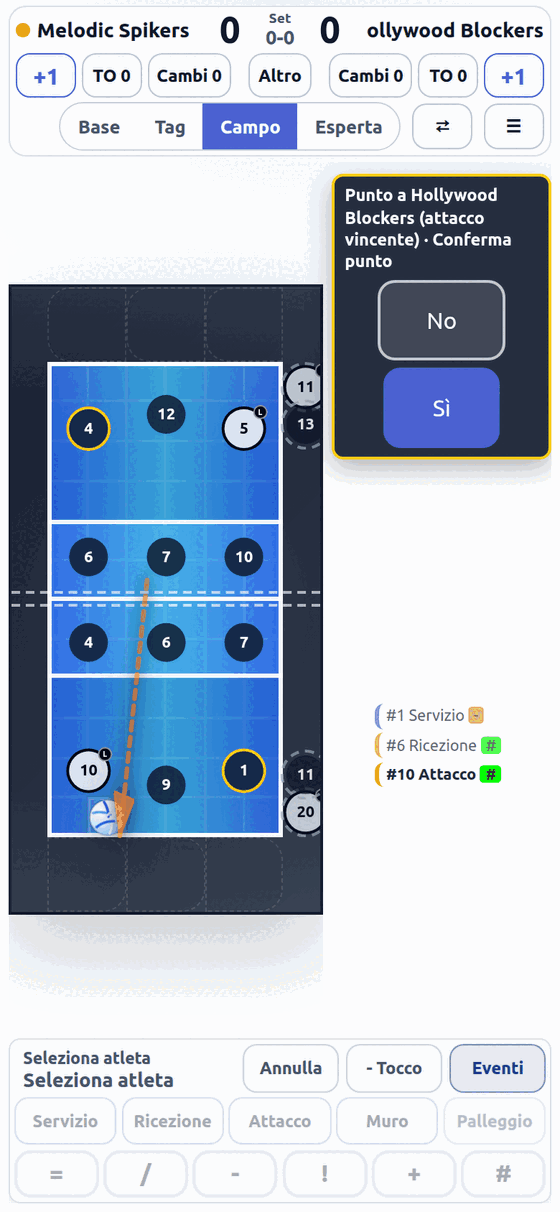 Melodic Spikers 0 Set 0 ollywood Blockers
0-0
+1 TO 0 Cambi 0 Altro Cambi 0 TO 0 +1
Base Tag Campo Esperta ⇄ ☰
Punto a Hollywood
Blockers (attacco
vincente) · Conferma
punto
No
Sì
11
4 12 5 L 13
6 7 10
4 6 7
#1 Servizio
#6 Ricezione #
#10 Attacco #
10 L 9 1 11
20
Seleziona atleta
Seleziona atleta
Annulla - Tocco Eventi
Servizio Ricezione Attacco Muro Palleggio
= / - ! + #